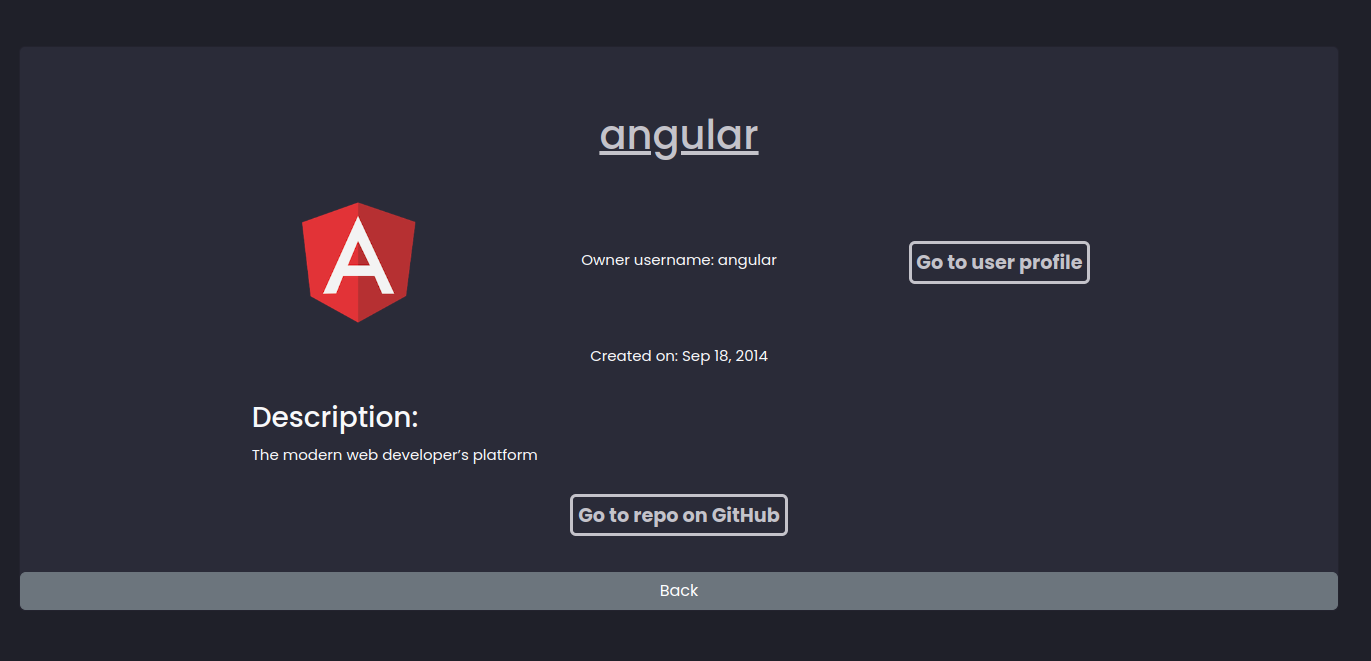 angular
A
Owner username: angular
Go to user profile
Created on: Sep 18, 2014
Description:
The modern web developer’s platform
Go to repo on GitHub
Back